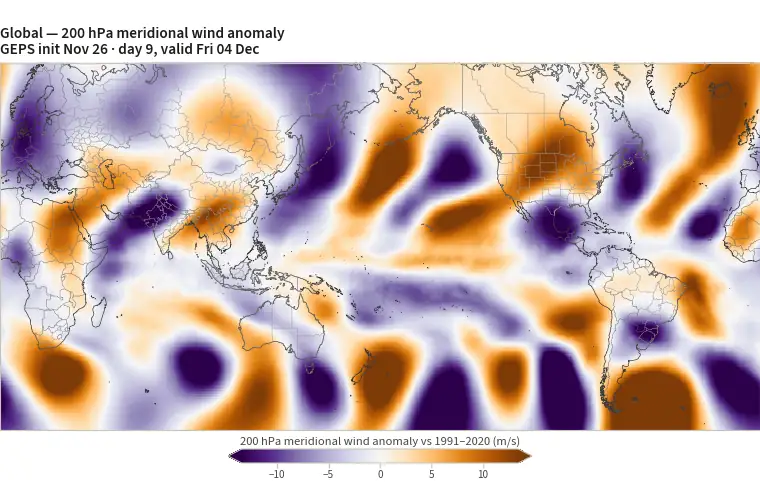 Global — 200 hPa meridional wind anomaly
GEPS init Nov 26 · day 9, valid Fri 04 Dec
200 hPa meridional wind anomaly vs 1991–2020 (m/s)
−10 −5 0 5 10